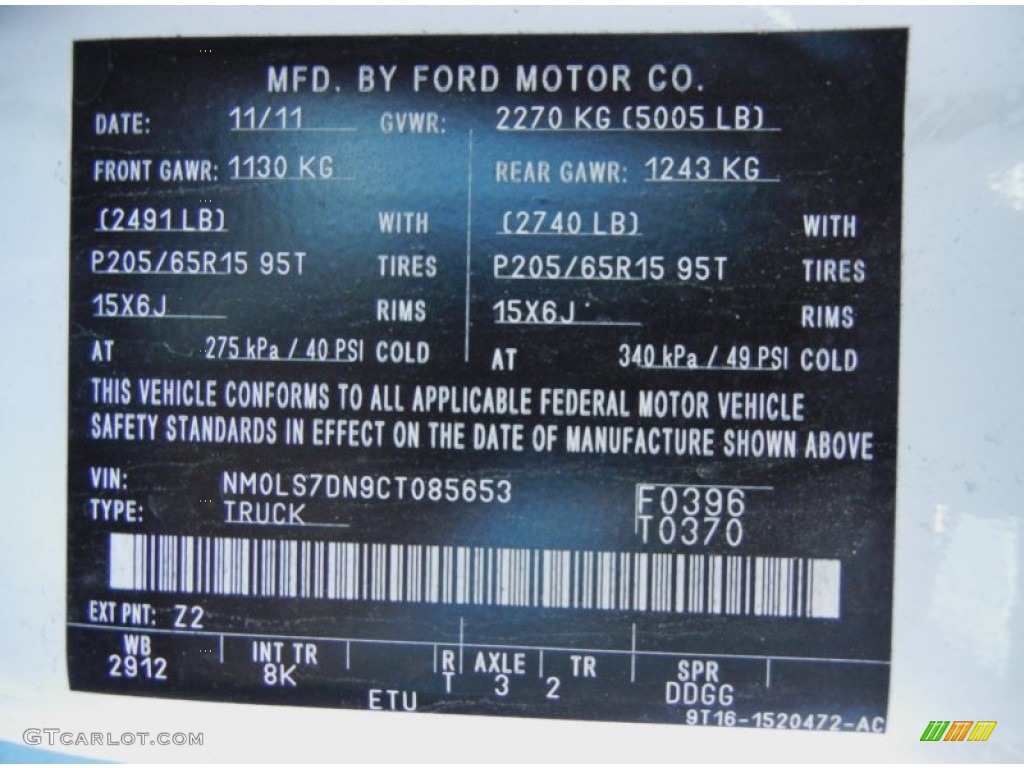 MFD. BY FORD MOTOR CO.
DATE: 11/11 GVWR: 2270 KG (5005 LB)
FRONT GAWR: 1130 KG REAR GAWR: 1243 KG
(2491 LB) WITH (2740 LB) WITH
P205/65R15 95T TIRES P205/65R15 95T TIRES
15X6J RIMS 15X6J RIMS
AT 275 kPa / 40 PSI COLD AT 340 kPa / 49 PSI COLD
THIS VEHICLE CONFORMS TO ALL APPLICABLE FEDERAL MOTOR VEHICLE
SAFETY STANDARDS IN EFFECT ON THE DATE OF MANUFACTURE SHOWN ABOVE
VIN: NM0LS7DN9CT085653 F0396
TYPE: TRUCK T0370
EXT PNT: Z2
WB INT TR RT AXLE TR SPR
2912 8K 3 2 DDGG
ETU
9T16-1520472-AC
GTCARLOT.COM